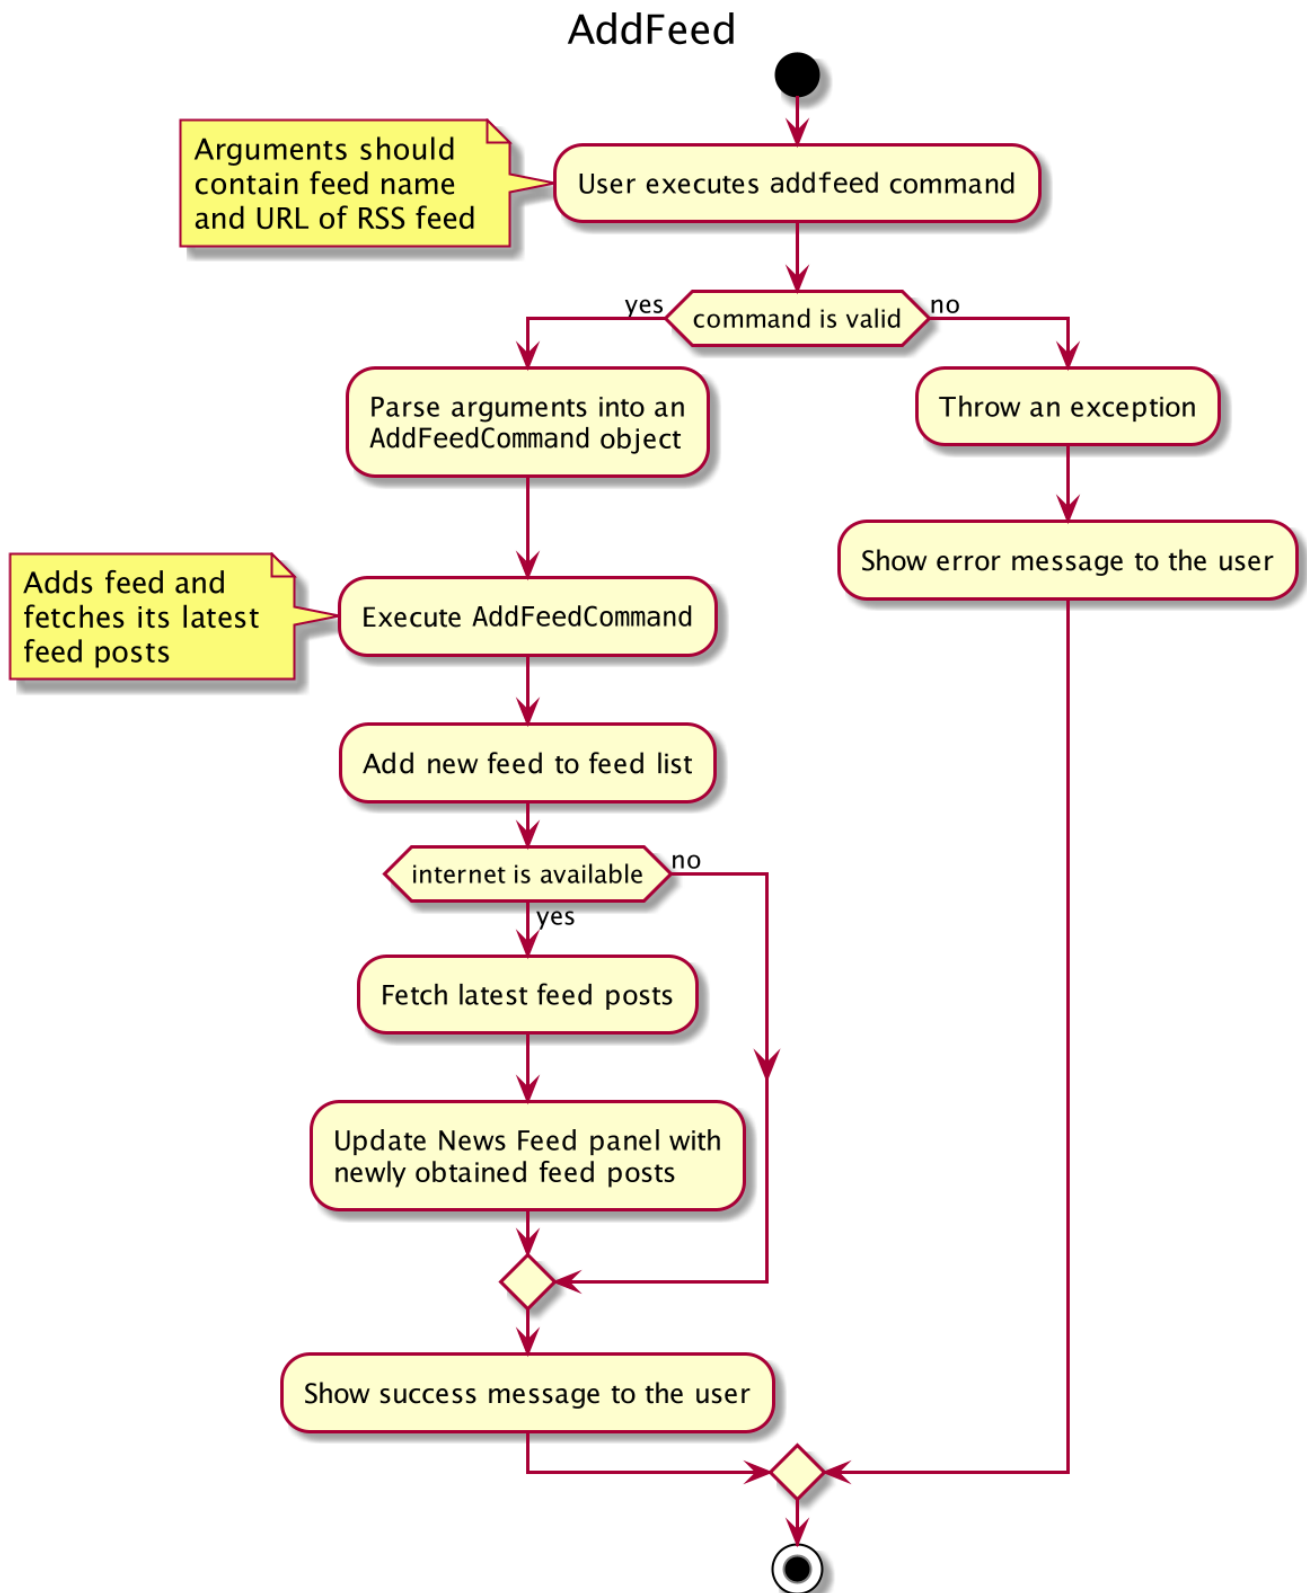 AddFeed
Arguments should
contain feed name
and URL of RSS feed
User executes addfeed command
yes
command is valid
no
Parse arguments into an
AddFeedCommand object
Throw an exception
Show error message to the user
Adds feed and
fetches its latest
feed posts
Execute AddFeedCommand
Add new feed to feed list
internet is available
no
yes
Fetch latest feed posts
Update News Feed panel with
newly obtained feed posts
Show success message to the user